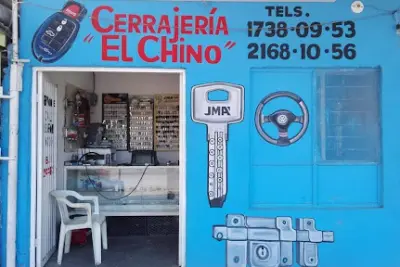 CERRAJERÍA
"EL CHINO"
TELS.
1738-09-53
2168-10-56
JMA